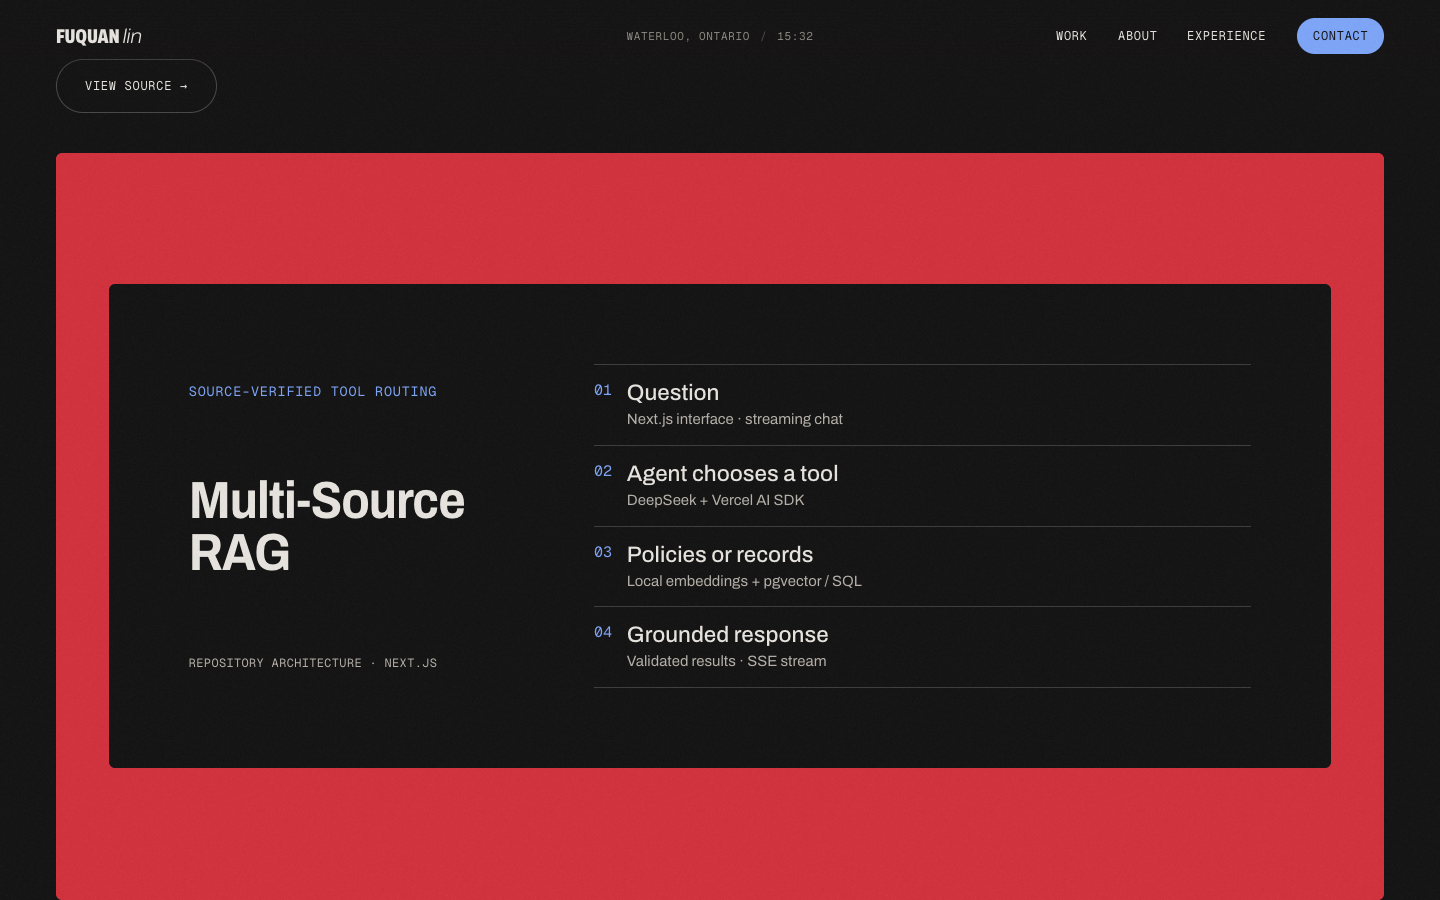 FUQUAN lin
WATERLOO, ONTARIO / 15:32
WORK
ABOUT
EXPERIENCE
CONTACT
VIEW SOURCE →
SOURCE-VERIFIED TOOL ROUTING
Multi-Source
RAG
REPOSITORY ARCHITECTURE · NEXT.JS
01 Question
Next.js interface · streaming chat
02 Agent chooses a tool
DeepSeek + Vercel AI SDK
03 Policies or records
Local embeddings + pgvector / SQL
04 Grounded response
Validated results · SSE stream